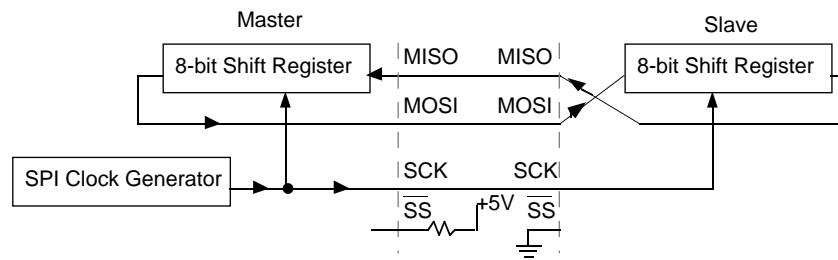 Master
Slave
8-bit Shift Register
MISO
MISO
8-bit Shift Register
MOSI
MOSI
SPI Clock Generator
SCK
SCK
SS
+5V
SS